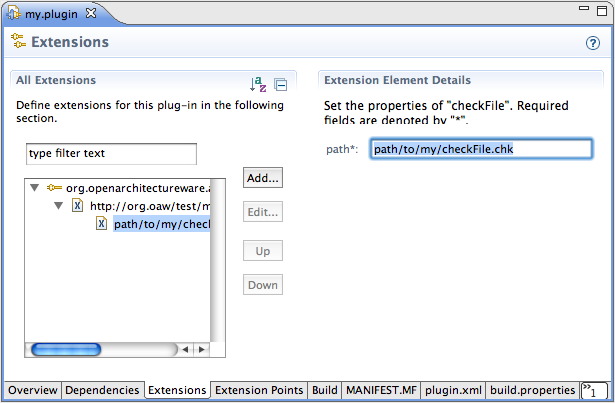 my.plugin
Extensions
All Extensions
Define extensions for this plug-in in the following
section.
type filter text
org.openarchiteceware.a
http://org.oaw/test/m
path/to/my/check
Add...
Edit...
Up
Down
Extension Element Details
Set the properties of "checkFile". Required
fields are denoted by "*".
path*:
path/to/my/checkFile.chk
Overview
Dependencies
Extensions
Extension Points
Build
MANIFEST.MF
plugin.xml
build.properties
»1